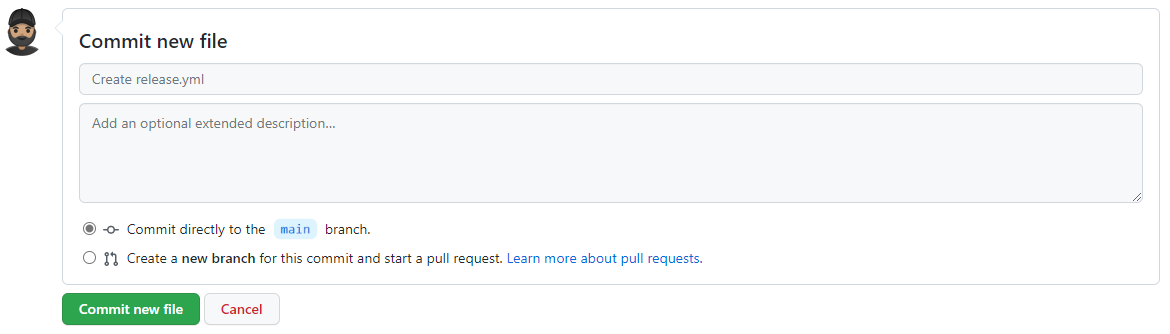 Commit new file
Create release.yml
Add an optional extended description...
Commit directly to the main branch.
Create a new branch for this commit and start a pull request. Learn more about pull requests.
Commit new file Cancel